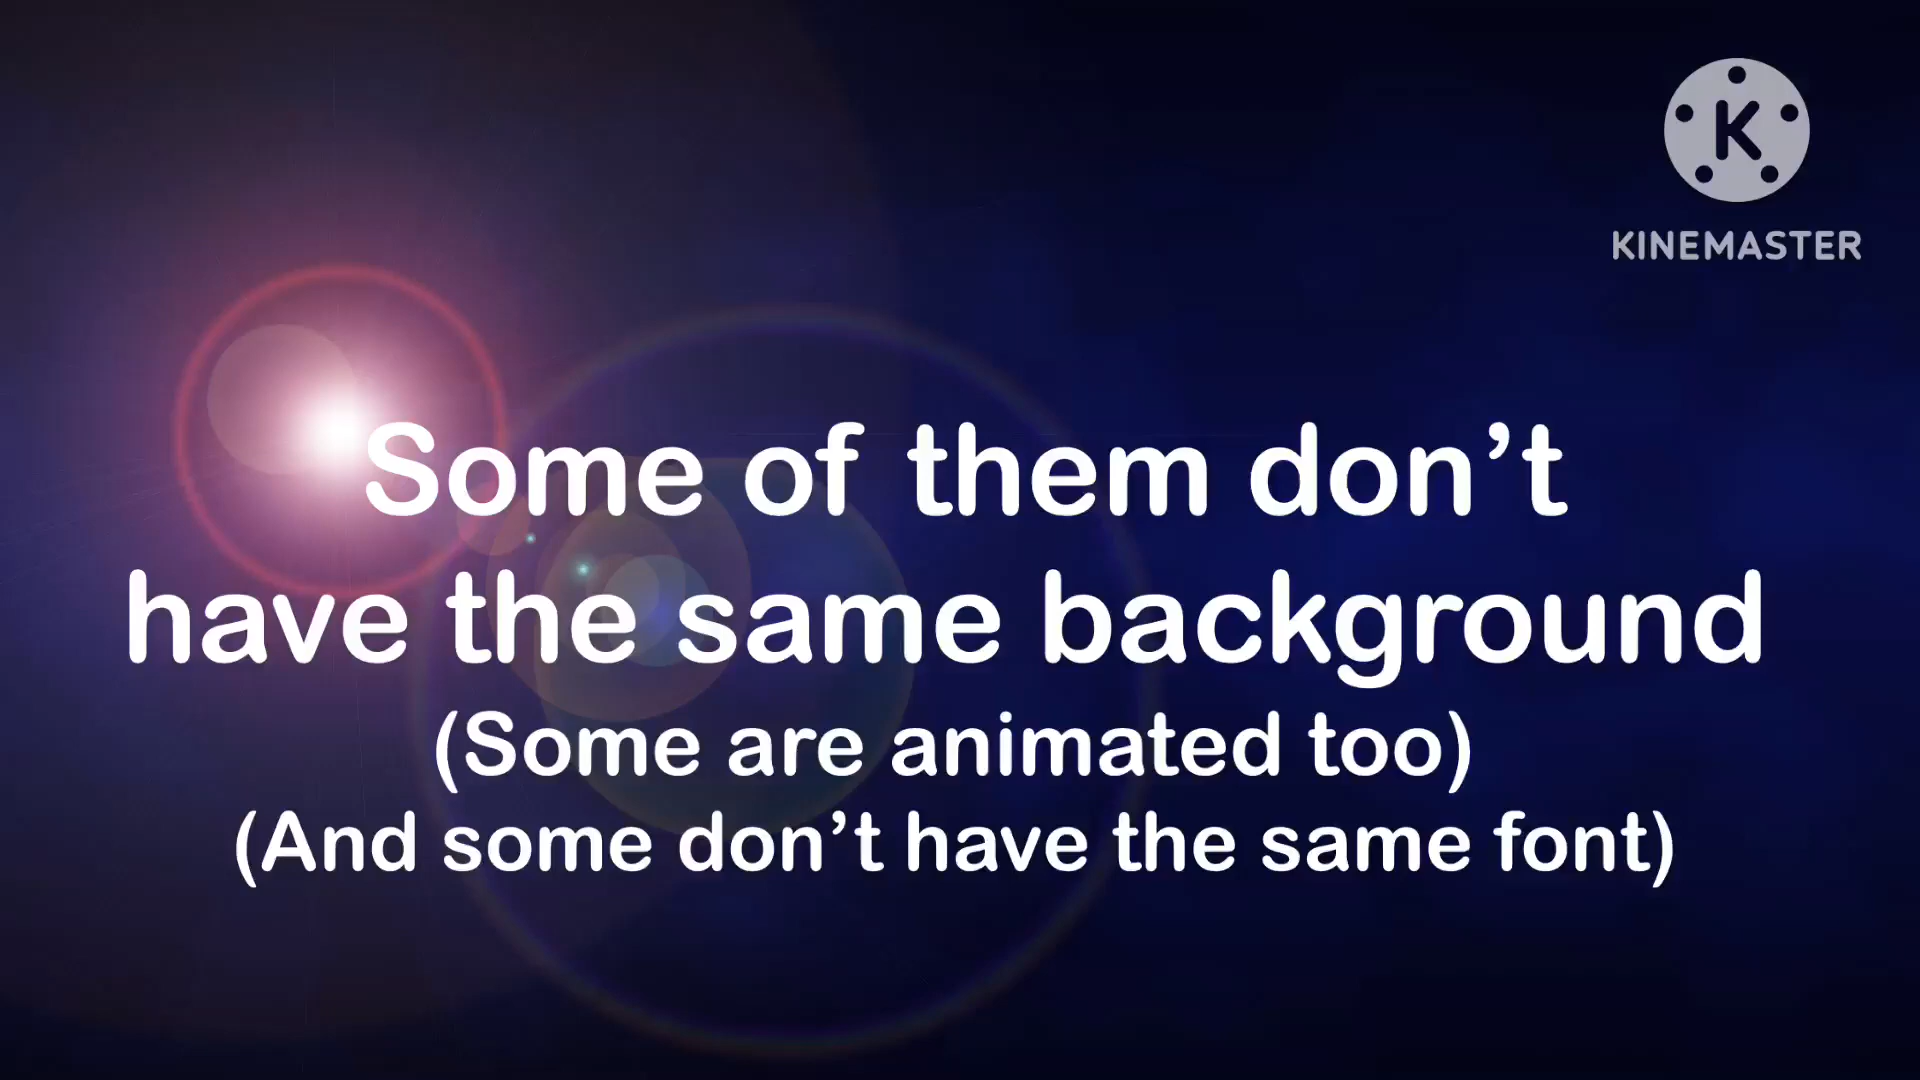 KINEMASTER
Some of them don’t
have the same background
(Some are animated too)
(And some don’t have the same font)